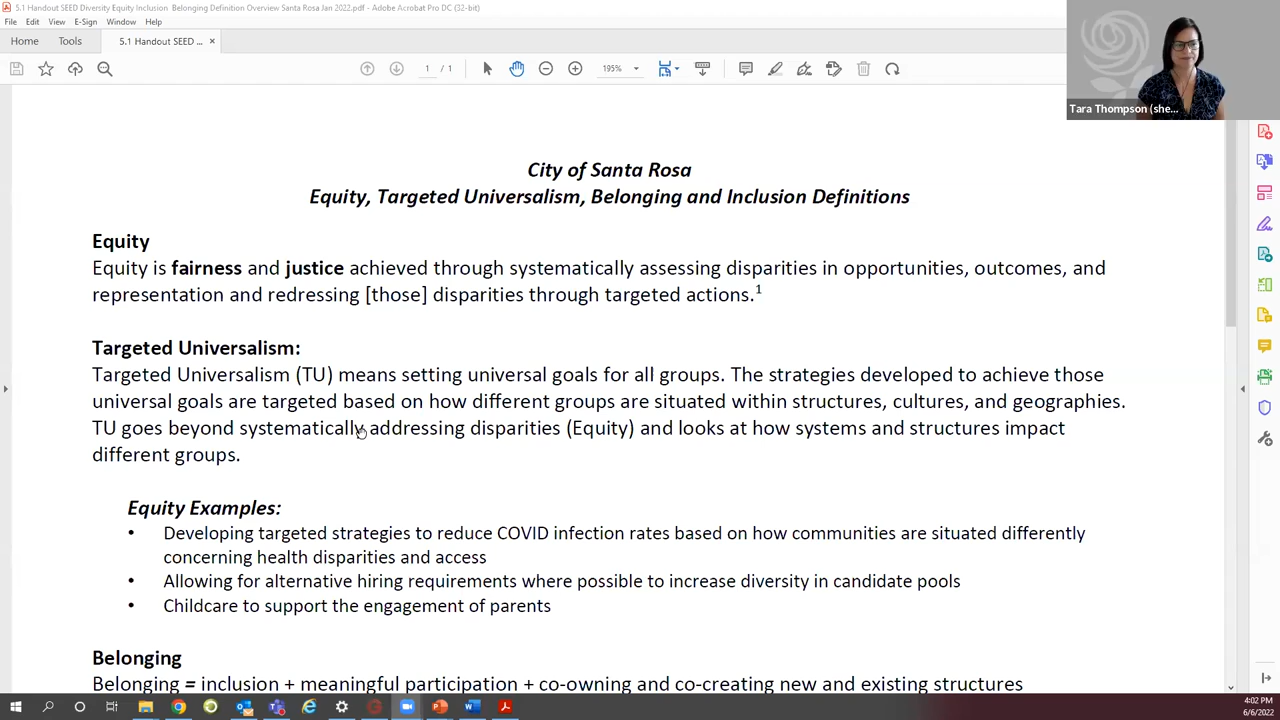 5.1 Handout SEED Diversity Equity Inclusion Belonging Definition Overview Santa Rosa Jan 2022.pdf - Adobe Acrobat Pro DC (32-bit)
File Edit View E-Sign Window Help
Home Tools 5.1 Handout SEED ... ×
1 / 1 195%
Tara Thompson (she...
City of Santa Rosa
Equity, Targeted Universalism, Belonging and Inclusion Definitions
Equity
Equity is fairness and justice achieved through systematically assessing disparities in opportunities, outcomes, and
representation and redressing [those] disparities through targeted actions.1
Targeted Universalism:
Targeted Universalism (TU) means setting universal goals for all groups. The strategies developed to achieve those
universal goals are targeted based on how different groups are situated within structures, cultures, and geographies.
TU goes beyond systematically addressing disparities (Equity) and looks at how systems and structures impact
different groups.
Equity Examples:
• Developing targeted strategies to reduce COVID infection rates based on how communities are situated differently
concerning health disparities and access
• Allowing for alternative hiring requirements where possible to increase diversity in candidate pools
• Childcare to support the engagement of parents
Belonging
Belonging = inclusion + meaningful participation + co-owning and co-creating new and existing structures
4:02 PM
6/6/2022